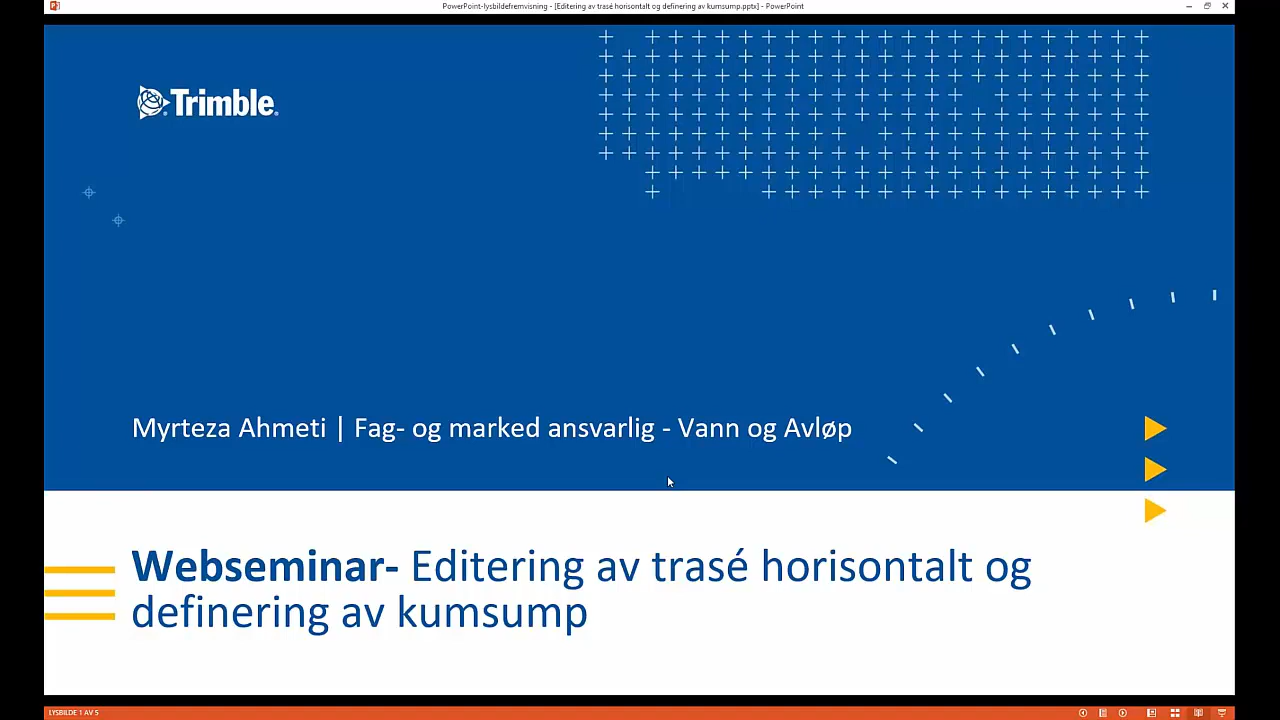 PowerPoint-lysbildefremvisning - [Editering av trasé horisontalt og definering av kumsump.pptx] - PowerPoint
Trimble.
Myrteza Ahmeti | Fag- og marked ansvarlig - Vann og Avløp
Webseminar- Editering av trasé horisontalt og
definering av kumsump
LYSBILDE 1 AV 5